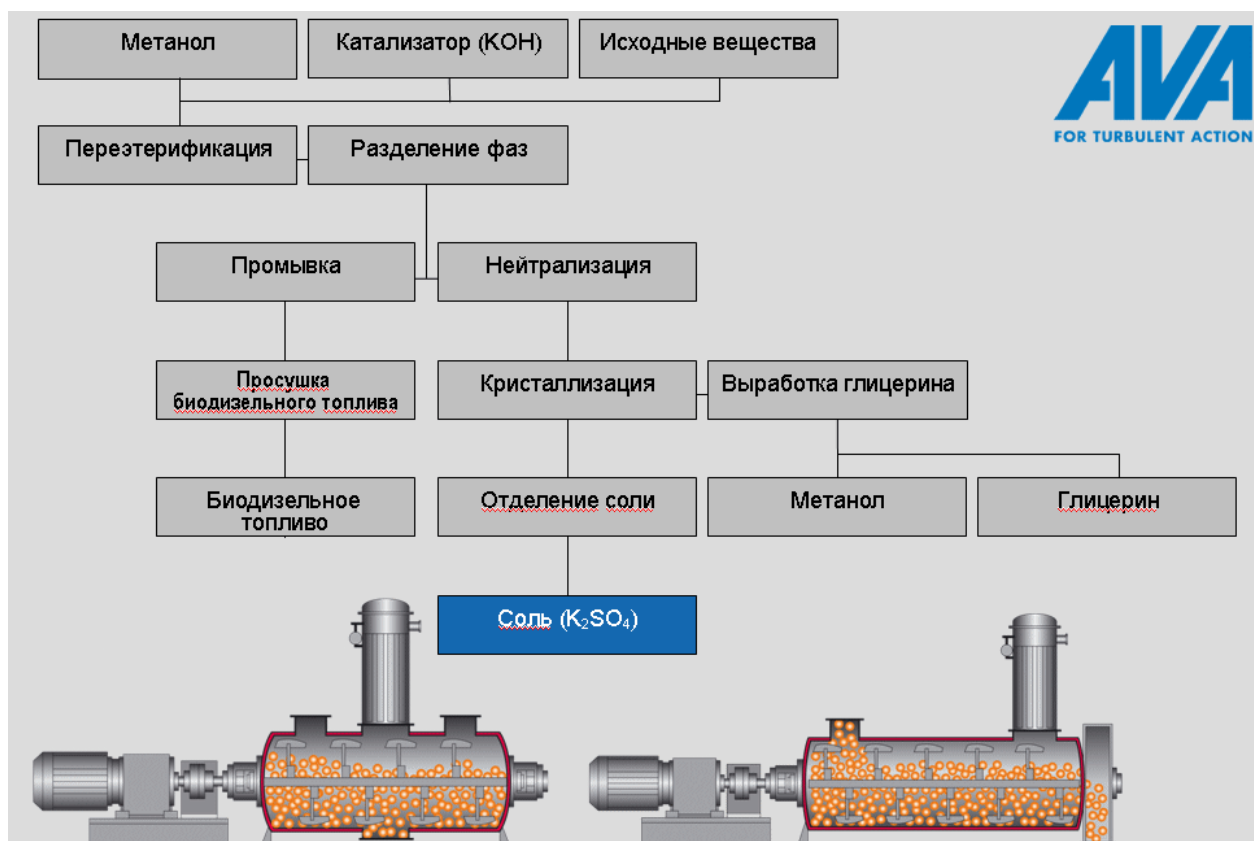 Метанол
Катализатор (KOH)
Исходные вещества
AVA
FOR TURBULENT ACTION
Переэтерификация
Разделение фаз
Промывка
Нейтрализация
Просушка
биодизельного топлива
Кристаллизация
Выработка глицерина
Биодизельное
топливо
Отделение соли
Метанол
Глицерин
Соль (K₂SO₄)